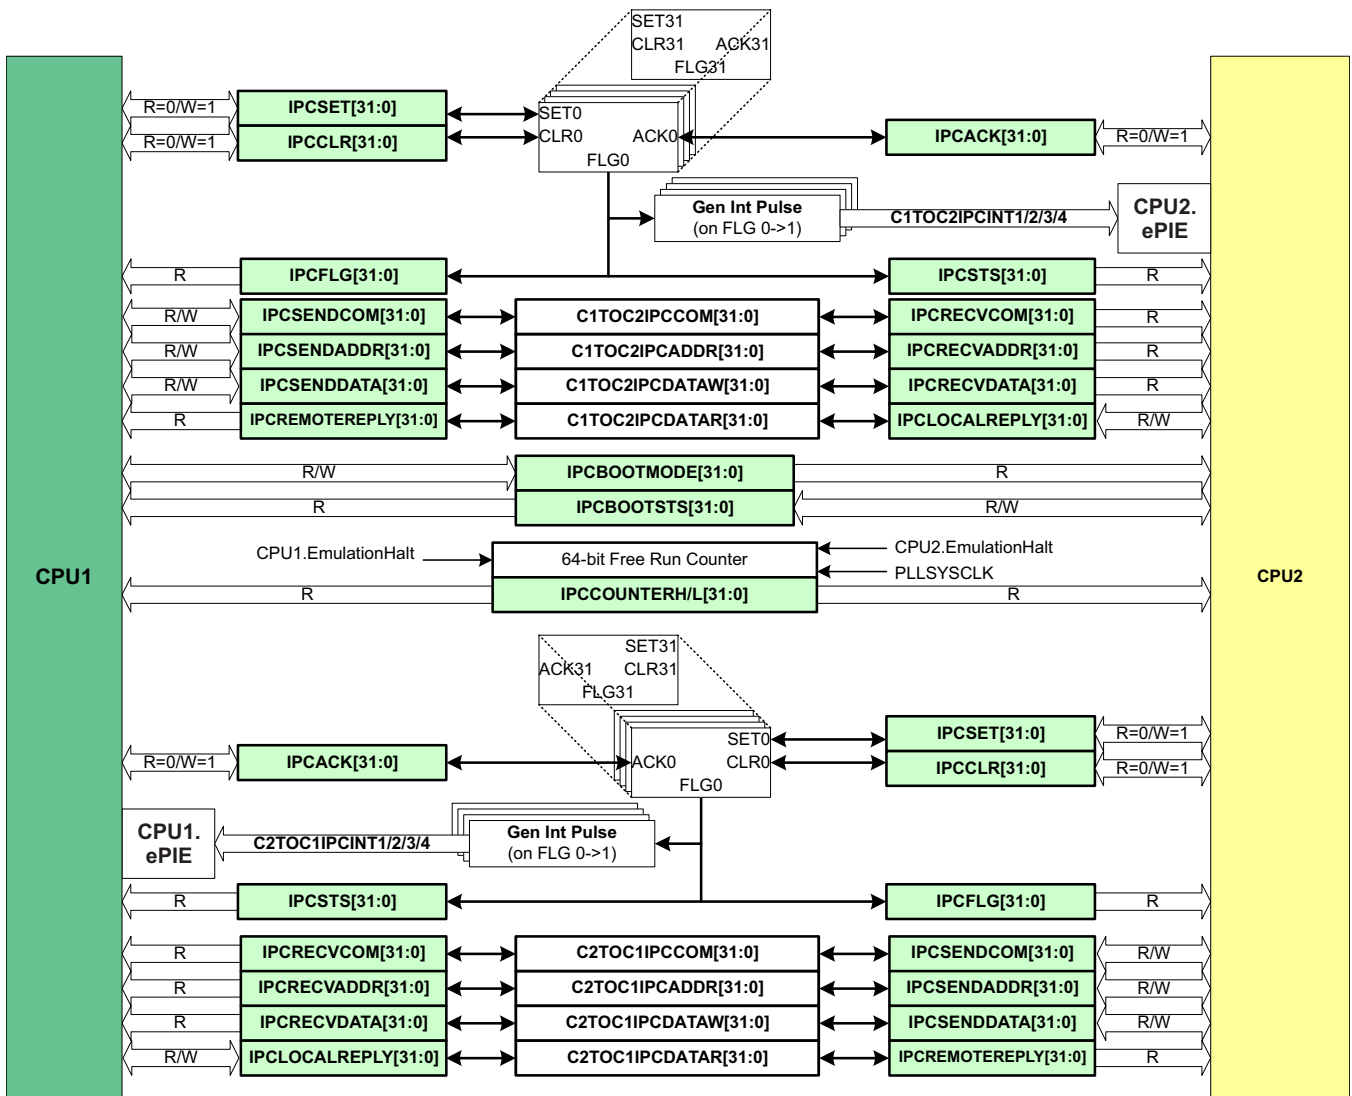 SET31
CLR31 ACK31
FLG31
R=0/W=1 IPCSET[31:0] SET0
R=0/W=1 IPCCLR[31:0] CLR0 ACK0 IPCACK[31:0] R=0/W=1
FLG0
Gen Int Pulse
(on FLG 0->1)
C1TOC2IPCINT1/2/3/4
CPU2.
ePIE
R IPCFLG[31:0] IPCSTS[31:0] R
R/W IPCSENDCOM[31:0] C1TOC2IPCCOM[31:0] IPCRECVCOM[31:0] R
R/W IPCSENDADDR[31:0] C1TOC2IPCADDR[31:0] IPCRECVADDR[31:0] R
R/W IPCSENDDATA[31:0] C1TOC2IPCDATAW[31:0] IPCRECVDATA[31:0] R
R IPCREMOTEREPLY[31:0] C1TOC2IPCDATAR[31:0] IPCLOCALREPLY[31:0] R/W
R/W IPCBOOTMODE[31:0] R
R IPCBOOTSTS[31:0] R/W
CPU1.EmulationHalt 64-bit Free Run Counter CPU2.EmulationHalt
PLLSYSCLK
CPU1
CPU2
R IPCCOUNTERH/L[31:0] R
SET31
ACK31 CLR31
FLG31
SET0 IPCSET[31:0] R=0/W=1
R=0/W=1 IPCACK[31:0] ACK0 CLR0 IPCCLR[31:0] R=0/W=1
FLG0
CPU1.
ePIE
C2TOC1IPCINT1/2/3/4
Gen Int Pulse
(on FLG 0->1)
R IPCSTS[31:0] IPCFLG[31:0] R
R IPCRECVCOM[31:0] C2TOC1IPCCOM[31:0] IPCSENDCOM[31:0] R/W
R IPCRECVADDR[31:0] C2TOC1IPCADDR[31:0] IPCSENDADDR[31:0] R/W
R IPCRECVDATA[31:0] C2TOC1IPCDATAW[31:0] IPCSENDDATA[31:0] R/W
R/W IPCLOCALREPLY[31:0] C2TOC1IPCDATAR[31:0] IPCREMOTEREPLY[31:0] R